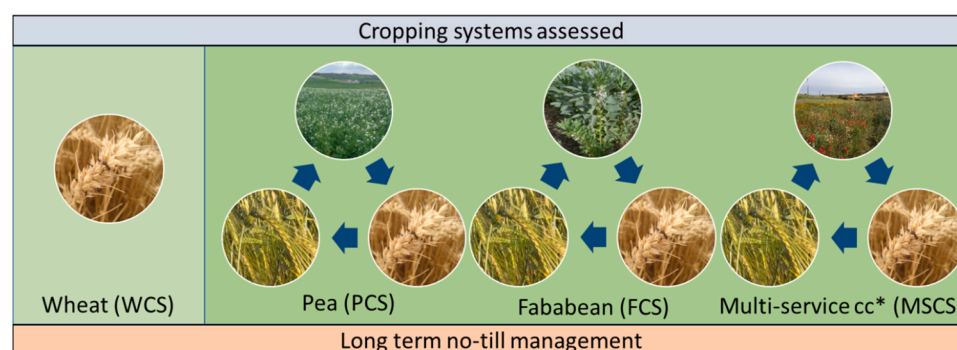 Cropping systems assessed
Wheat (WCS)
Pea (PCS)
Fababean (FCS)
Multi-service cc* (MSCS
Long term no-till management